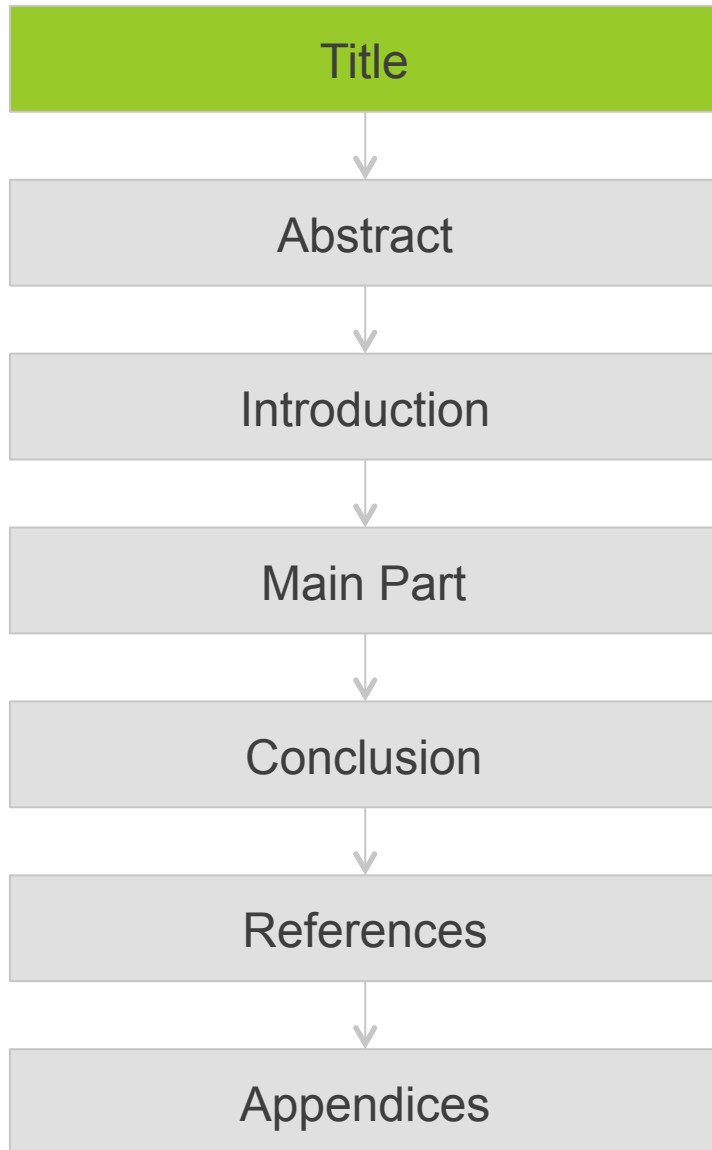 Title
Abstract
Introduction
Main Part
Conclusion
References
Appendices